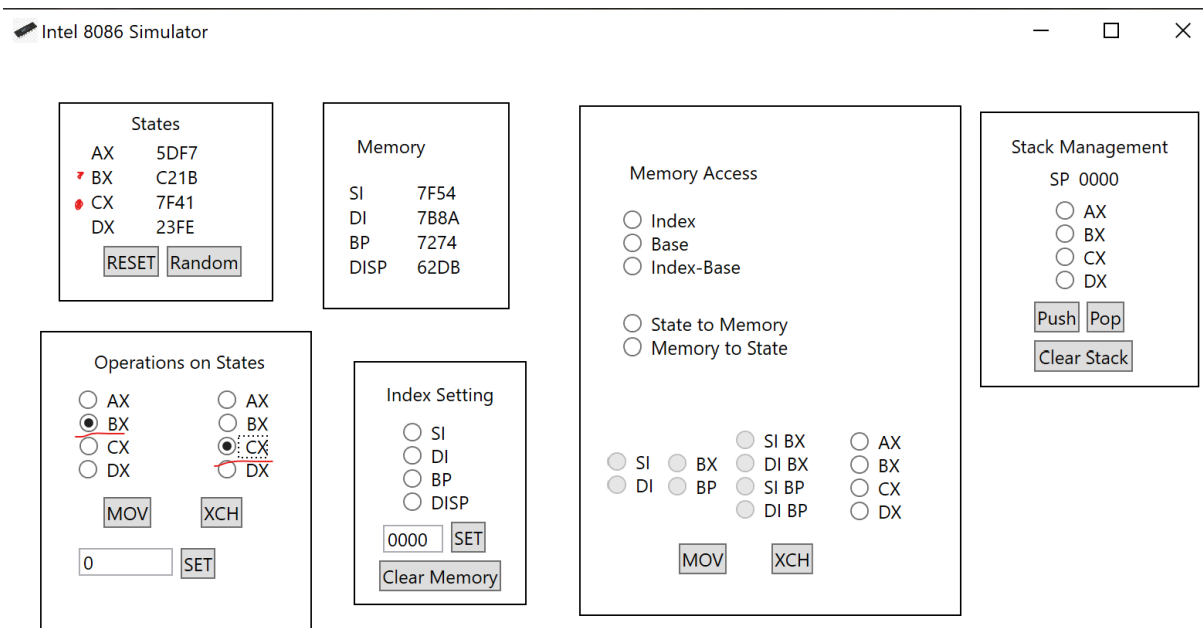 Intel 8086 Simulator
States
AX 5DF7
BX C21B
CX 7F41
DX 23FE
RESET Random
Memory
SI 7F54
DI 7B8A
BP 7274
DISP 62DB
Memory Access
Index
Base
Index-Base
State to Memory
Memory to State
SI BX SI BX AX
DI BP DI BX BX
SI BP CX
DI BP DX
MOV XCH
Stack Management
SP 0000
AX
BX
CX
DX
Push Pop
Clear Stack
Operations on States
AX AX
BX BX
CX CX
DX DX
MOV XCH
0 SET
Index Setting
SI
DI
BP
DISP
0000 SET
Clear Memory